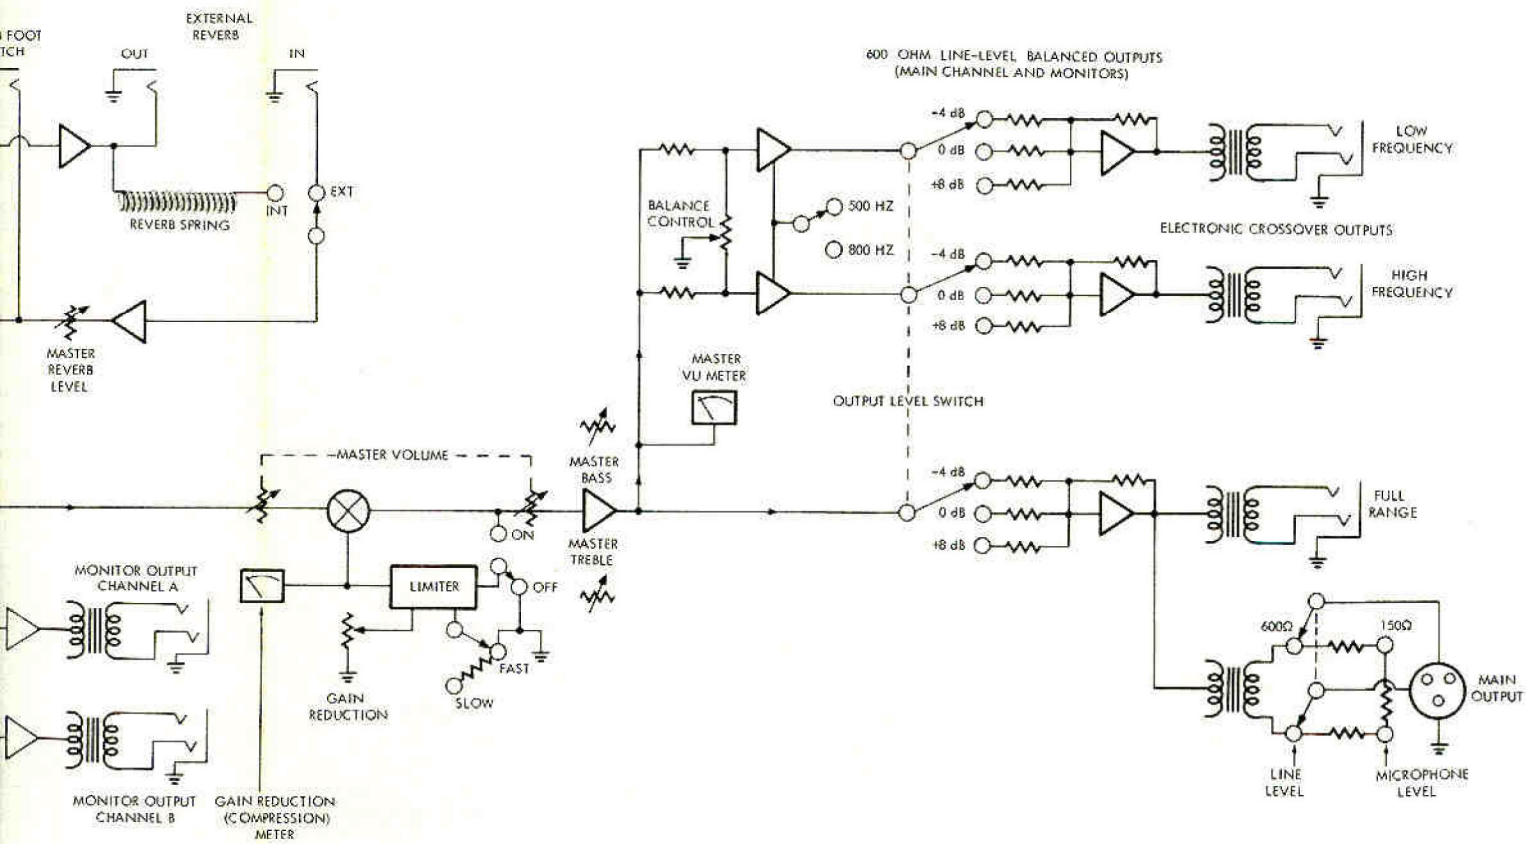 EXTERNAL
REVERB
FOOT
OUT
IN
600 OHM LINE-LEVEL BALANCED OUTPUTS
(MAIN CHANNEL AND MONITORS)
-4 dB
0 dB
+8 dB
LOW
FREQUENCY
INT
EXT
REVERB SPRING
BALANCE
CONTROL
500 HZ
800 HZ
ELECTRONIC CROSSOVER OUTPUTS
-4 dB
0 dB
+8 dB
HIGH
FREQUENCY
MASTER
REVERB
LEVEL
MASTER
VU METER
OUTPUT LEVEL SWITCH
MASTER VOLUME
MASTER
BASS
-4 dB
0 dB
+8 dB
FULL
RANGE
ON
MASTER
TREBLE
MONITOR OUTPUT
CHANNEL A
LIMITER
OFF
FAST
SLOW
GAIN
REDUCTION
600Ω
150Ω
MAIN
OUTPUT
LINE
LEVEL
MICROPHONE
LEVEL
MONITOR OUTPUT
CHANNEL B
GAIN REDUCTION
(COMPRESSION)
METER